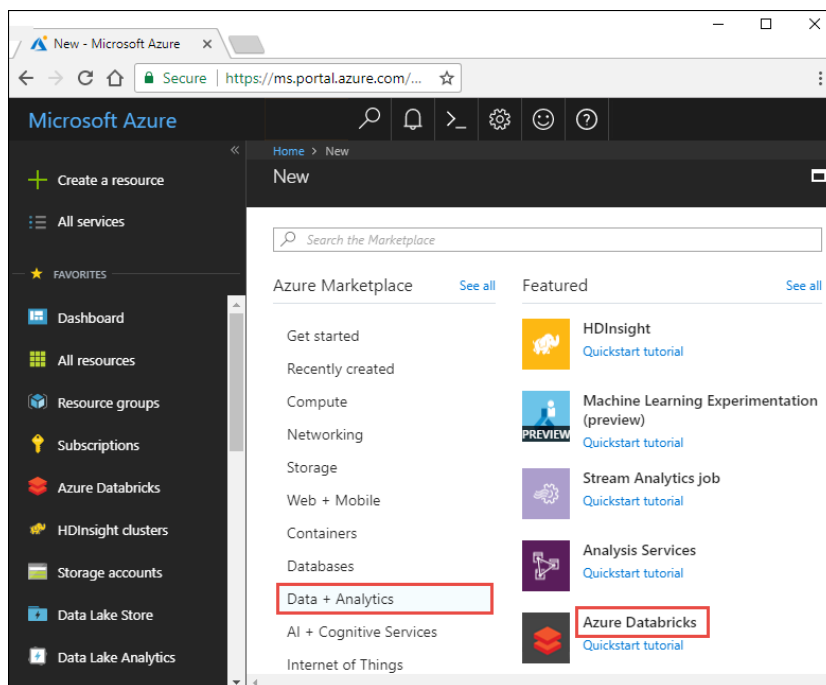 New - Microsoft Azure
Secure | https://ms.portal.azure.com/...
Microsoft Azure
Create a resource
All services
FAVORITES
Dashboard
All resources
Resource groups
Subscriptions
Azure Databricks
HDInsight clusters
Storage accounts
Data Lake Store
Data Lake Analytics
Home > New
New
Search the Marketplace
Azure Marketplace See all
Get started
Recently created
Compute
Networking
Storage
Web + Mobile
Containers
Databases
Data + Analytics
AI + Cognitive Services
Internet of Things
Featured See all
HDInsight
Quickstart tutorial
PREVIEW
Machine Learning Experimentation
(preview)
Quickstart tutorial
Stream Analytics job
Quickstart tutorial
Analysis Services
Quickstart tutorial
Azure Databricks
Quickstart tutorial